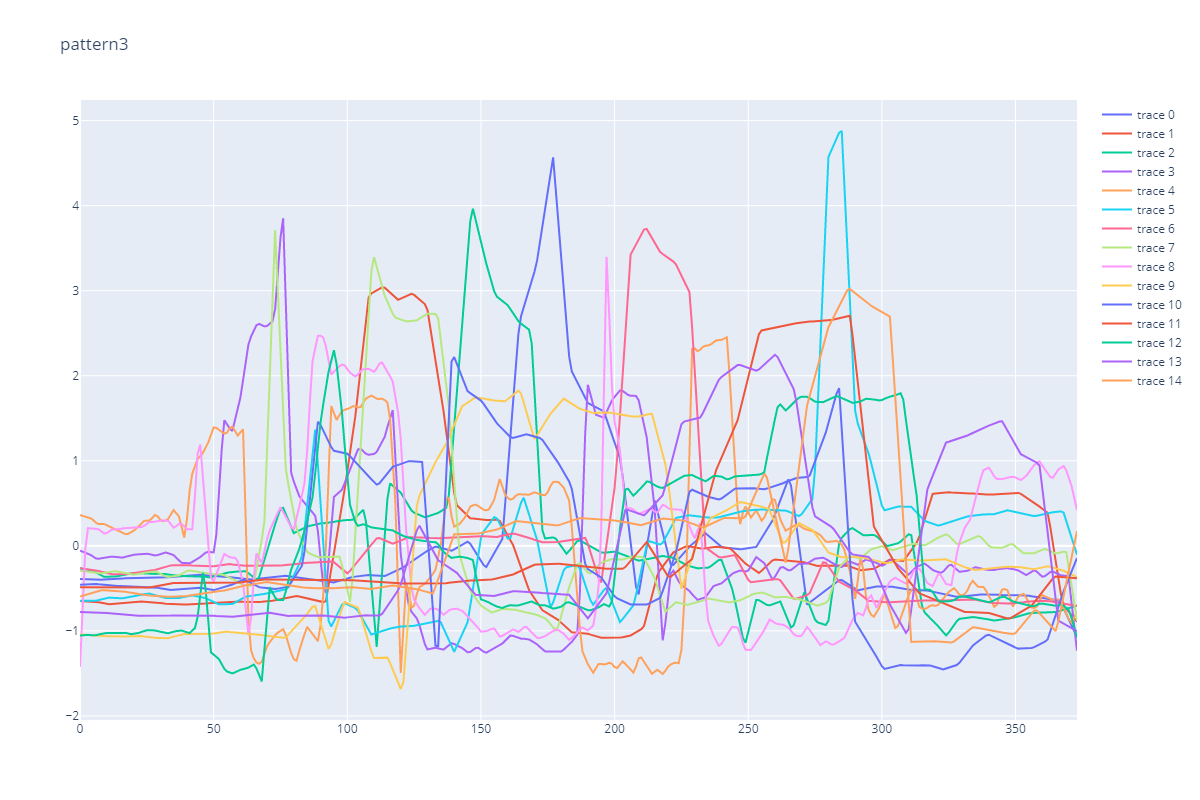 pattern3
5
4
3
2
1
0
−1
−2
0
50
100
150
200
250
300
350
trace 0
trace 1
trace 2
trace 3
trace 4
trace 5
trace 6
trace 7
trace 8
trace 9
trace 10
trace 11
trace 12
trace 13
trace 14